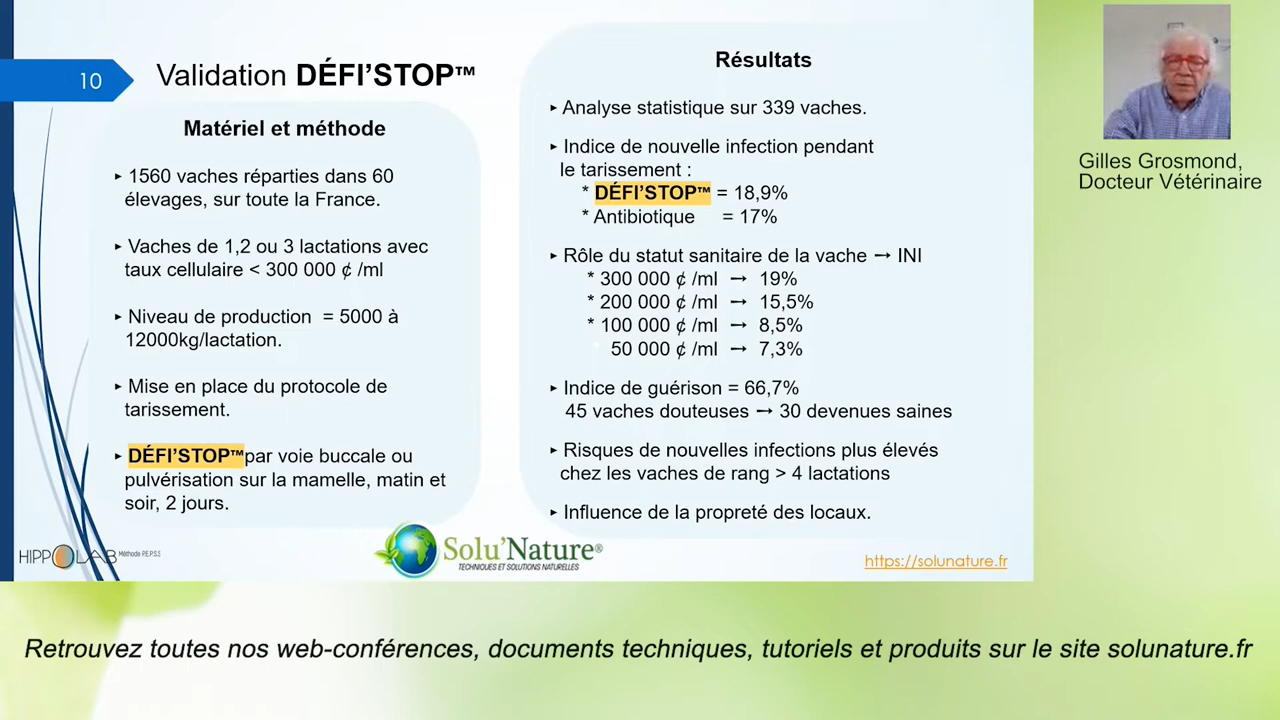 10
Validation DÉFI'STOP™
Matériel et méthode
▸ 1560 vaches réparties dans 60
élevages, sur toute la France.
▸ Vaches de 1,2 ou 3 lactations avec
taux cellulaire < 300 000 ¢ /ml
▸ Niveau de production = 5000 à
12000kg/lactation.
▸ Mise en place du protocole de
tarissement.
▸ DÉFI'STOP™ par voie buccale ou
pulvérisation sur la mamelle, matin et
soir, 2 jours.
Résultats
▸ Analyse statistique sur 339 vaches.
▸ Indice de nouvelle infection pendant
le tarissement :
* DÉFI'STOP™ = 18,9%
* Antibiotique = 17%
▸ Rôle du statut sanitaire de la vache → INI
* 300 000 ¢ /ml → 19%
* 200 000 ¢ /ml → 15,5%
* 100 000 ¢ /ml → 8,5%
50 000 ¢ /ml → 7,3%
▸ Indice de guérison = 66,7%
45 vaches douteuses → 30 devenues saines
▸ Risques de nouvelles infections plus élevés
chez les vaches de rang > 4 lactations
▸ Influence de la propreté des locaux.
HIPPOLAB Méthode P.E.P.S.S
Solu'Nature®
TECHNIQUES ET SOLUTIONS NATURELLES
https://solunature.fr
Gilles Grosmond,
Docteur Vétérinaire
Retrouvez toutes nos web-conférences, documents techniques, tutoriels et produits sur le site solunature.fr